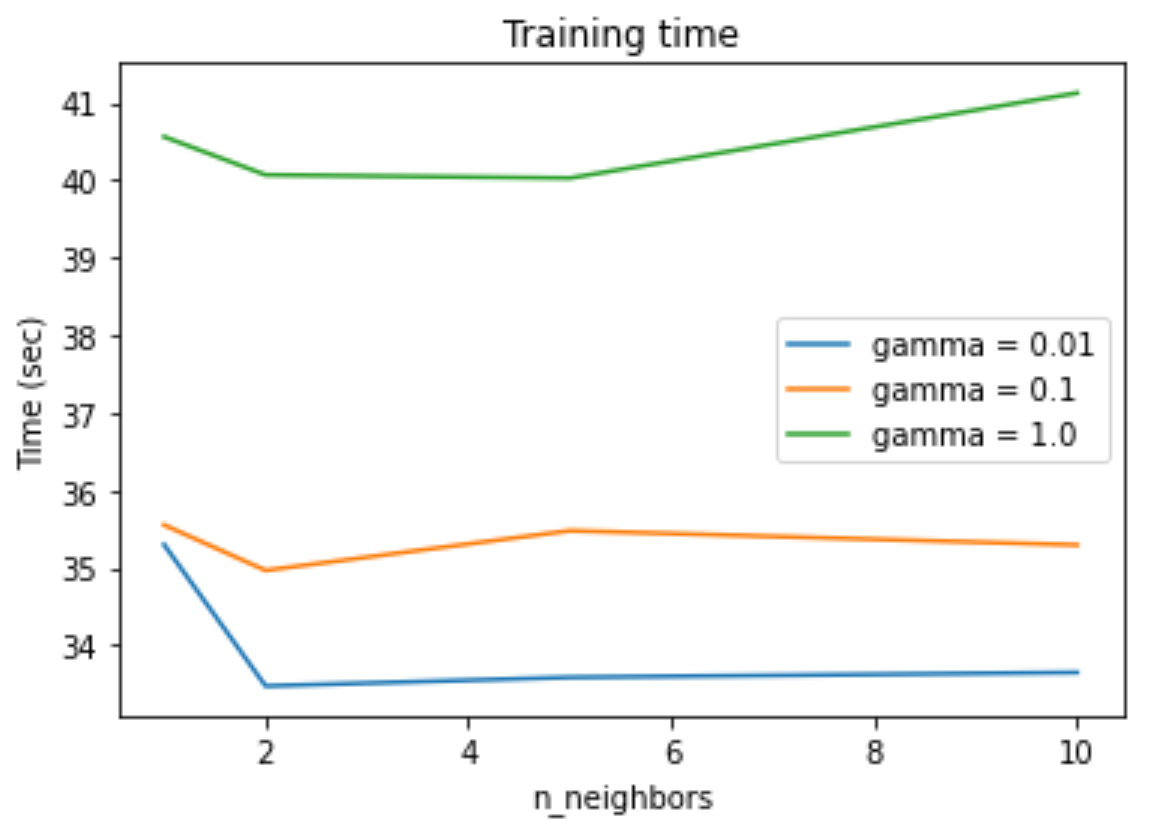 Training time
41
40
39
38
37
36
35
34
Time (sec)
gamma = 0.01
gamma = 0.1
gamma = 1.0
2 4 6 8 10
n_neighbors